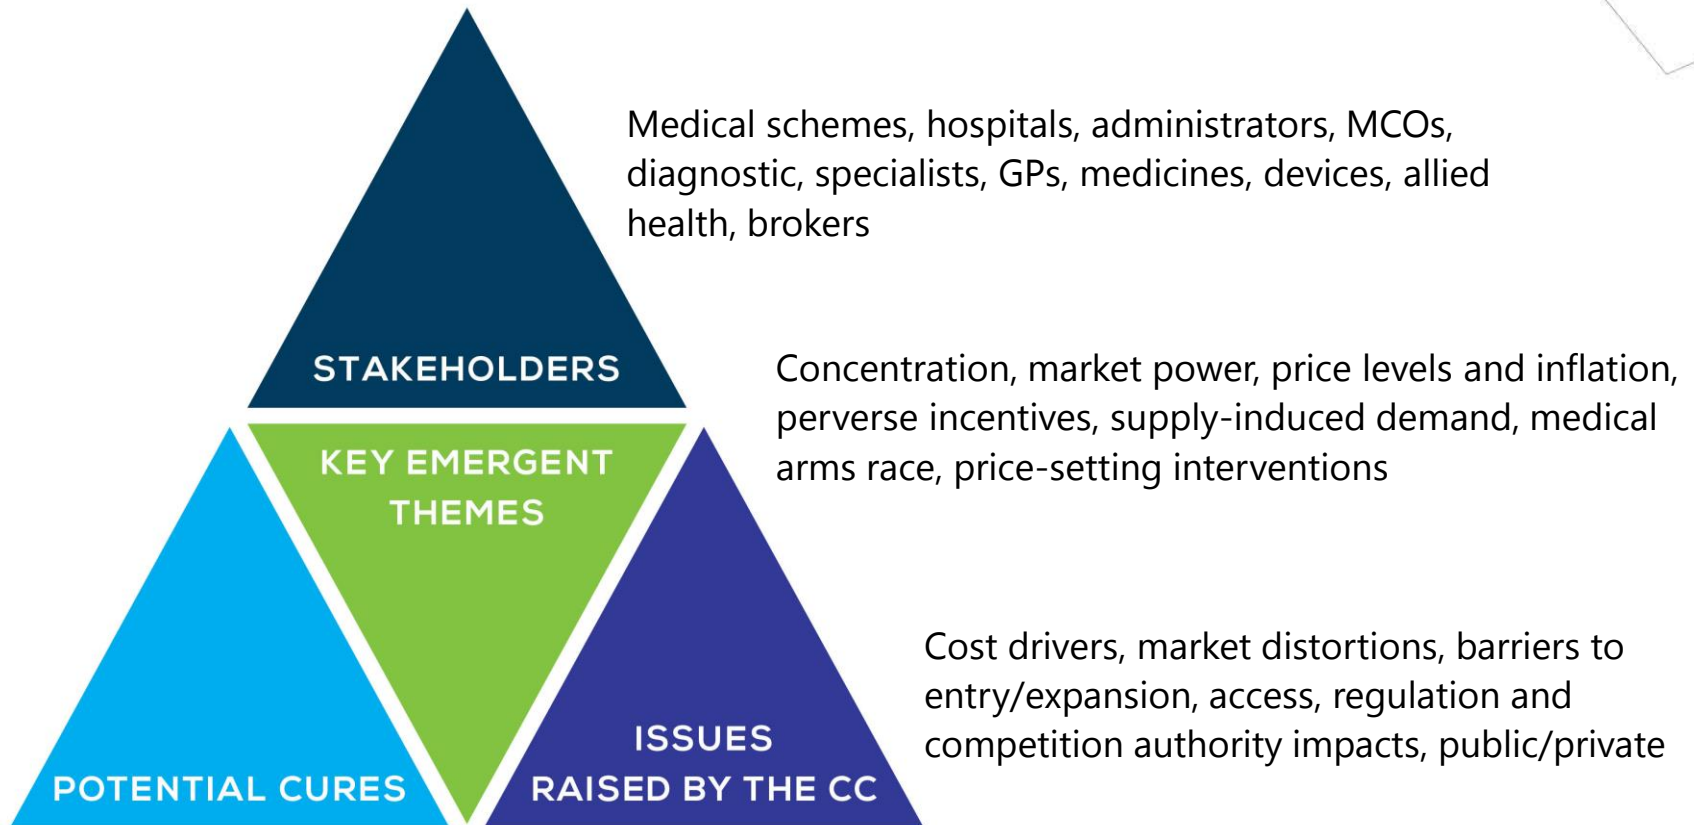 Medical schemes, hospitals, administrators, MCOs,
diagnostic, specialists, GPs, medicines, devices, allied
health, brokers
STAKEHOLDERS
Concentration, market power, price levels and inflation,
perverse incentives, supply-induced demand, medical
arms race, price-setting interventions
KEY EMERGENT
THEMES
Cost drivers, market distortions, barriers to
entry/expansion, access, regulation and
competition authority impacts, public/private
ISSUES
RAISED BY THE CC
POTENTIAL CURES